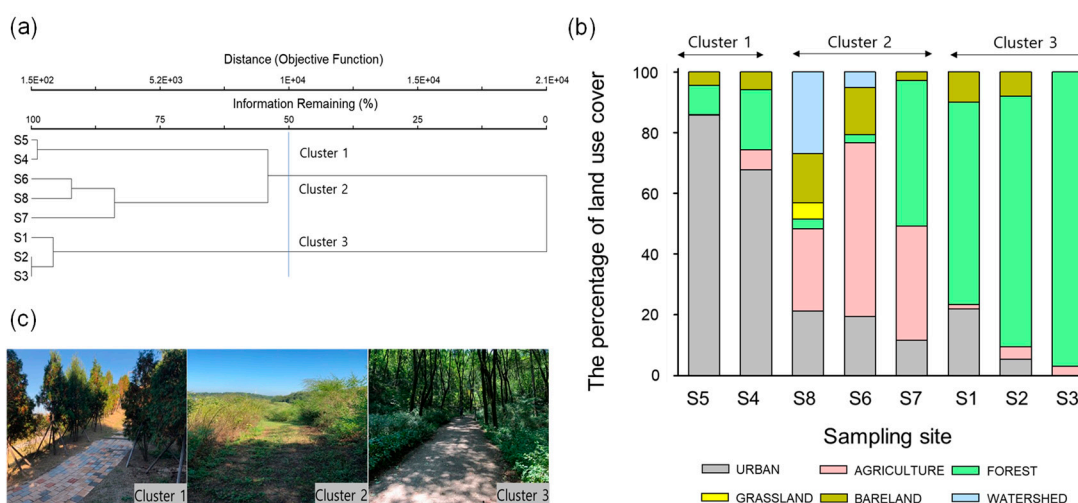 (a)
Distance (Objective Function)
1.5E+02 5.2E+03 1E+04 1.5E+04 2.1E+04
Information Remaining (%)
100 75 50 25 0
S5
S4
S6
S8
S7
S1
S2
S3
Cluster 1
Cluster 2
Cluster 3
(c)
Cluster 1 Cluster 2 Cluster 3
(b)
Cluster 1 Cluster 2 Cluster 3
The percentage of land use cover
100
80
60
40
20
0
S5 S4 S8 S6 S7 S1 S2 S3
Sampling site
URBAN AGRICULTURE FOREST
GRASSLAND BARELAND WATERSHED